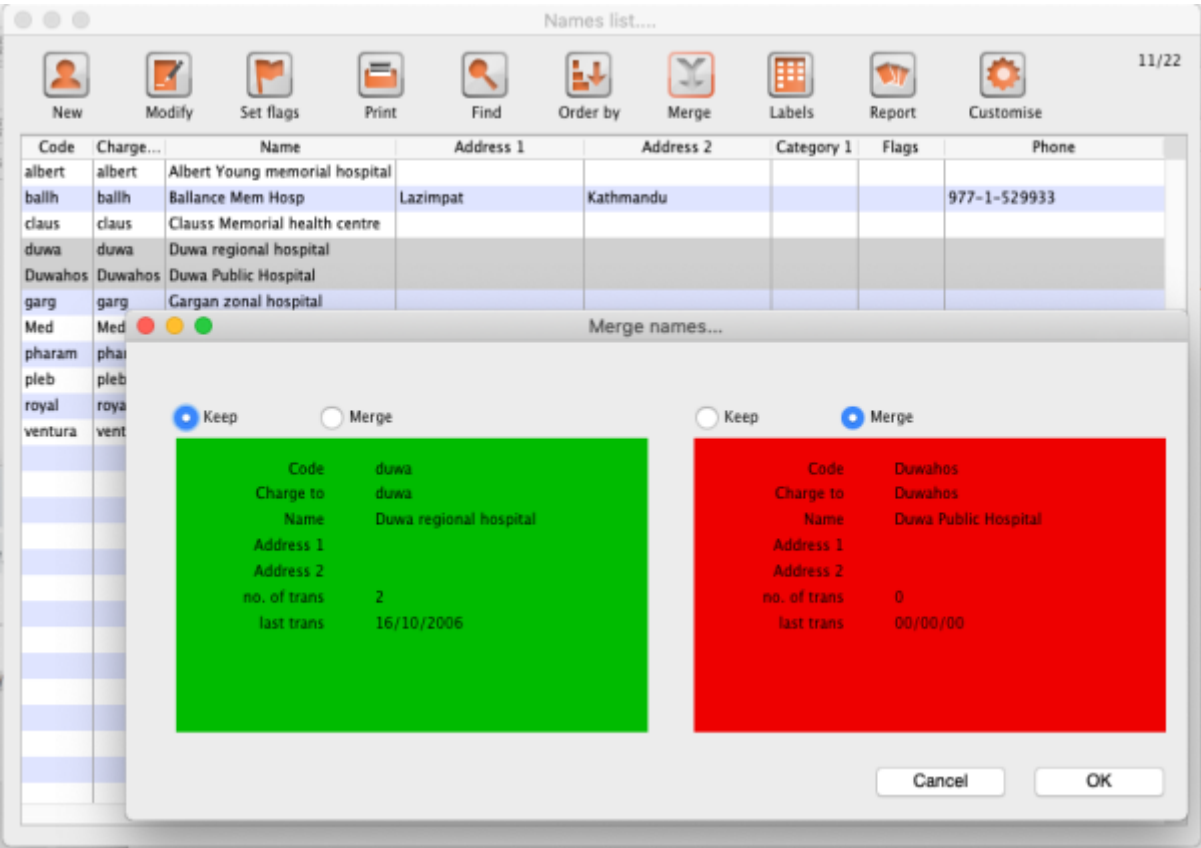 Names list....
11/22
New Modify Set flags Print Find Order by Merge Labels Report Customise
Code Charge... Name Address 1 Address 2 Category 1 Flags Phone
albert albert Albert Young memorial hospital
ballh ballh Ballance Mem Hosp Lazimpat Kathmandu 977-1-529933
claus claus Clauss Memorial health centre
duwa duwa Duwa regional hospital
Duwahos Duwahos Duwa Public Hospital
garg garg Gargan zonal hospital
Med Med
pharam phar
pleb pleb
royal roya
ventura vent
Merge names...
Keep Merge
Code duwa
Charge to duwa
Name Duwa regional hospital
Address 1
Address 2
no. of trans 2
last trans 16/10/2006
Keep Merge
Code Duwahos
Charge to Duwahos
Name Duwa Public Hospital
Address 1
Address 2
no. of trans 0
last trans 00/00/00
Cancel OK